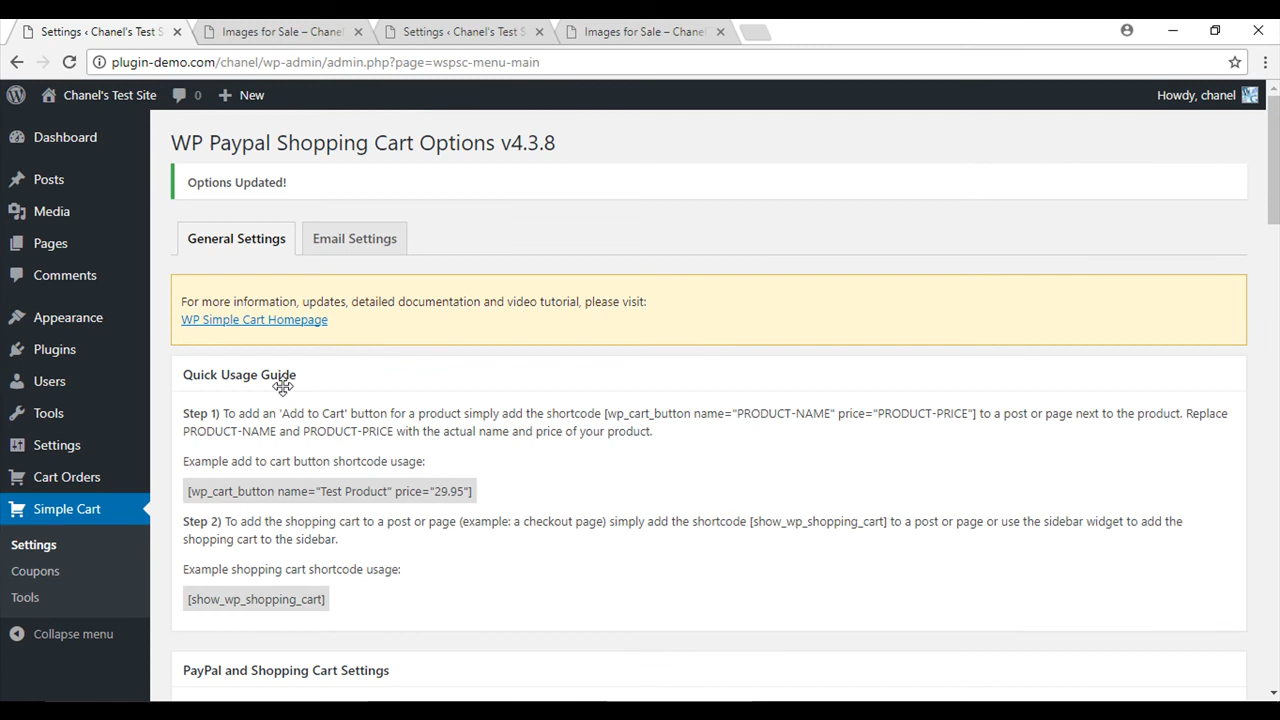 Settings ‹ Chanel's Test S
Images for Sale – Chanel
Settings ‹ Chanel's Test S
Images for Sale – Chanel
plugin-demo.com/chanel/wp-admin/admin.php?page=wspsc-menu-main
Chanel's Test Site
0
New
Howdy, chanel
Dashboard
Posts
Media
Pages
Comments
Appearance
Plugins
Users
Tools
Settings
Cart Orders
Simple Cart
Settings
Coupons
Tools
Collapse menu
WP Paypal Shopping Cart Options v4.3.8
Options Updated!
General Settings
Email Settings
For more information, updates, detailed documentation and video tutorial, please visit:
WP Simple Cart Homepage
Quick Usage Guide
Step 1) To add an 'Add to Cart' button for a product simply add the shortcode [wp_cart_button name="PRODUCT-NAME" price="PRODUCT-PRICE"] to a post or page next to the product. Replace
PRODUCT-NAME and PRODUCT-PRICE with the actual name and price of your product.
Example add to cart button shortcode usage:
[wp_cart_button name="Test Product" price="29.95"]
Step 2) To add the shopping cart to a post or page (example: a checkout page) simply add the shortcode [show_wp_shopping_cart] to a post or page or use the sidebar widget to add the
shopping cart to the sidebar.
Example shopping cart shortcode usage:
[show_wp_shopping_cart]
PayPal and Shopping Cart Settings